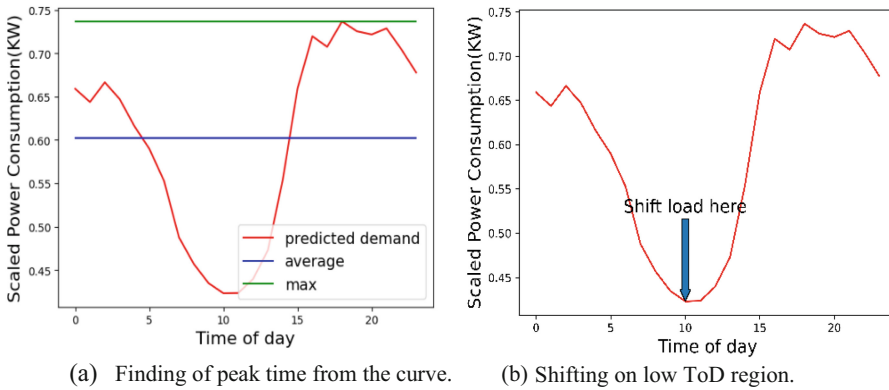 0.75
0.70
0.65
0.60
0.55
0.50
0.45
Scaled Power Consumption(KW)
predicted demand
average
max
0
5
10
15
20
Time of day
(a) Finding of peak time from the curve.
0.75
0.70
0.65
0.60
0.55
0.50
0.45
Scaled Power Consumption(KW)
Shift load here
0
5
10
15
20
Time of day
(b) Shifting on low ToD region.